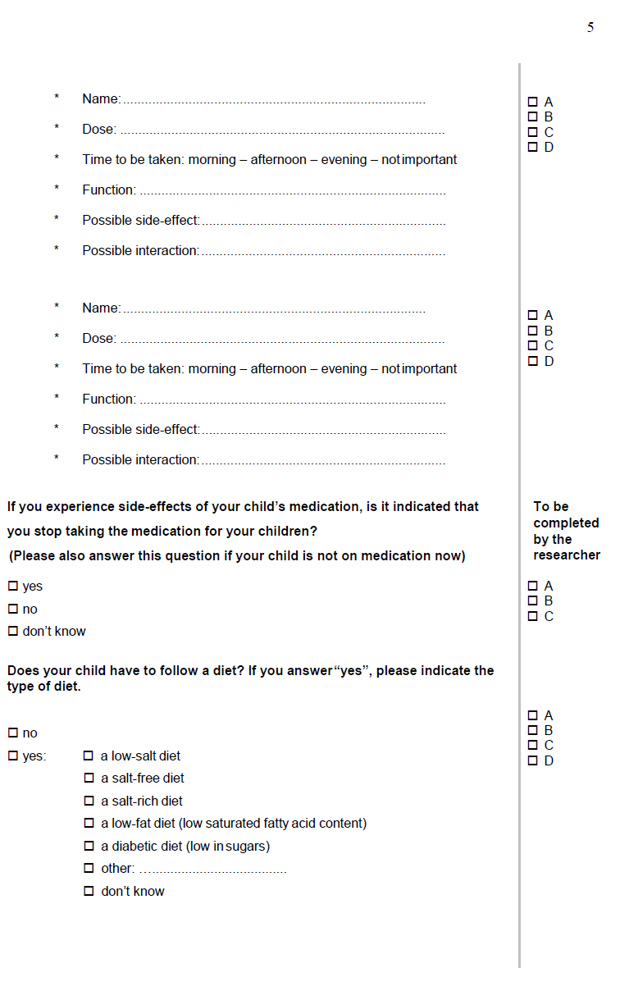 5
* Name:...................................................................................
* Dose: .........................................................................................
* Time to be taken: morning – afternoon – evening – not important
* Function: ....................................................................................
* Possible side-effect:...................................................................
* Possible interaction:...................................................................
☐ A
☐ B
☐ C
☐ D
* Name:...................................................................................
* Dose: .........................................................................................
* Time to be taken: morning – afternoon – evening – not important
* Function: ....................................................................................
* Possible side-effect:...................................................................
* Possible interaction:...................................................................
☐ A
☐ B
☐ C
☐ D
If you experience side-effects of your child’s medication, is it indicated that
you stop taking the medication for your children?
(Please also answer this question if your child is not on medication now)
☐ yes
☐ no
☐ don’t know
To be
completed
by the
researcher
☐ A
☐ B
☐ C
Does your child have to follow a diet? If you answer “yes”, please indicate the
type of diet.
☐ no
☐ yes: ☐ a low-salt diet
☐ a salt-free diet
☐ a salt-rich diet
☐ a low-fat diet (low saturated fatty acid content)
☐ a diabetic diet (low in sugars)
☐ other: ........................................
☐ don’t know
☐ A
☐ B
☐ C
☐ D